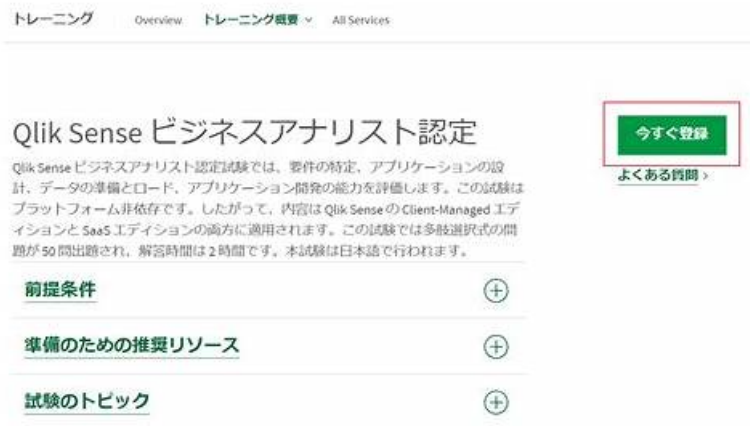 トレーニング Overview トレーニング概要 All Services
Qlik Sense ビジネスアナリスト認定
今すぐ登録
よくある質問 ›
Qlik Sense ビジネスアナリスト認定試験では、要件の特定、アプリケーションの設
計、データの準備とロード、アプリケーション開発の能力を評価します。この試験は
プラットフォーム非依存です。したがって、内容は Qlik Sense の Client-Managed エデ
ィションと SaaS エディションの両方に適用されます。この試験では多肢選択式の問
題が 50 問出題され、解答時間は 2 時間です。本試験は日本語で行われます。
前提条件
準備のための推奨リソース
試験のトピック